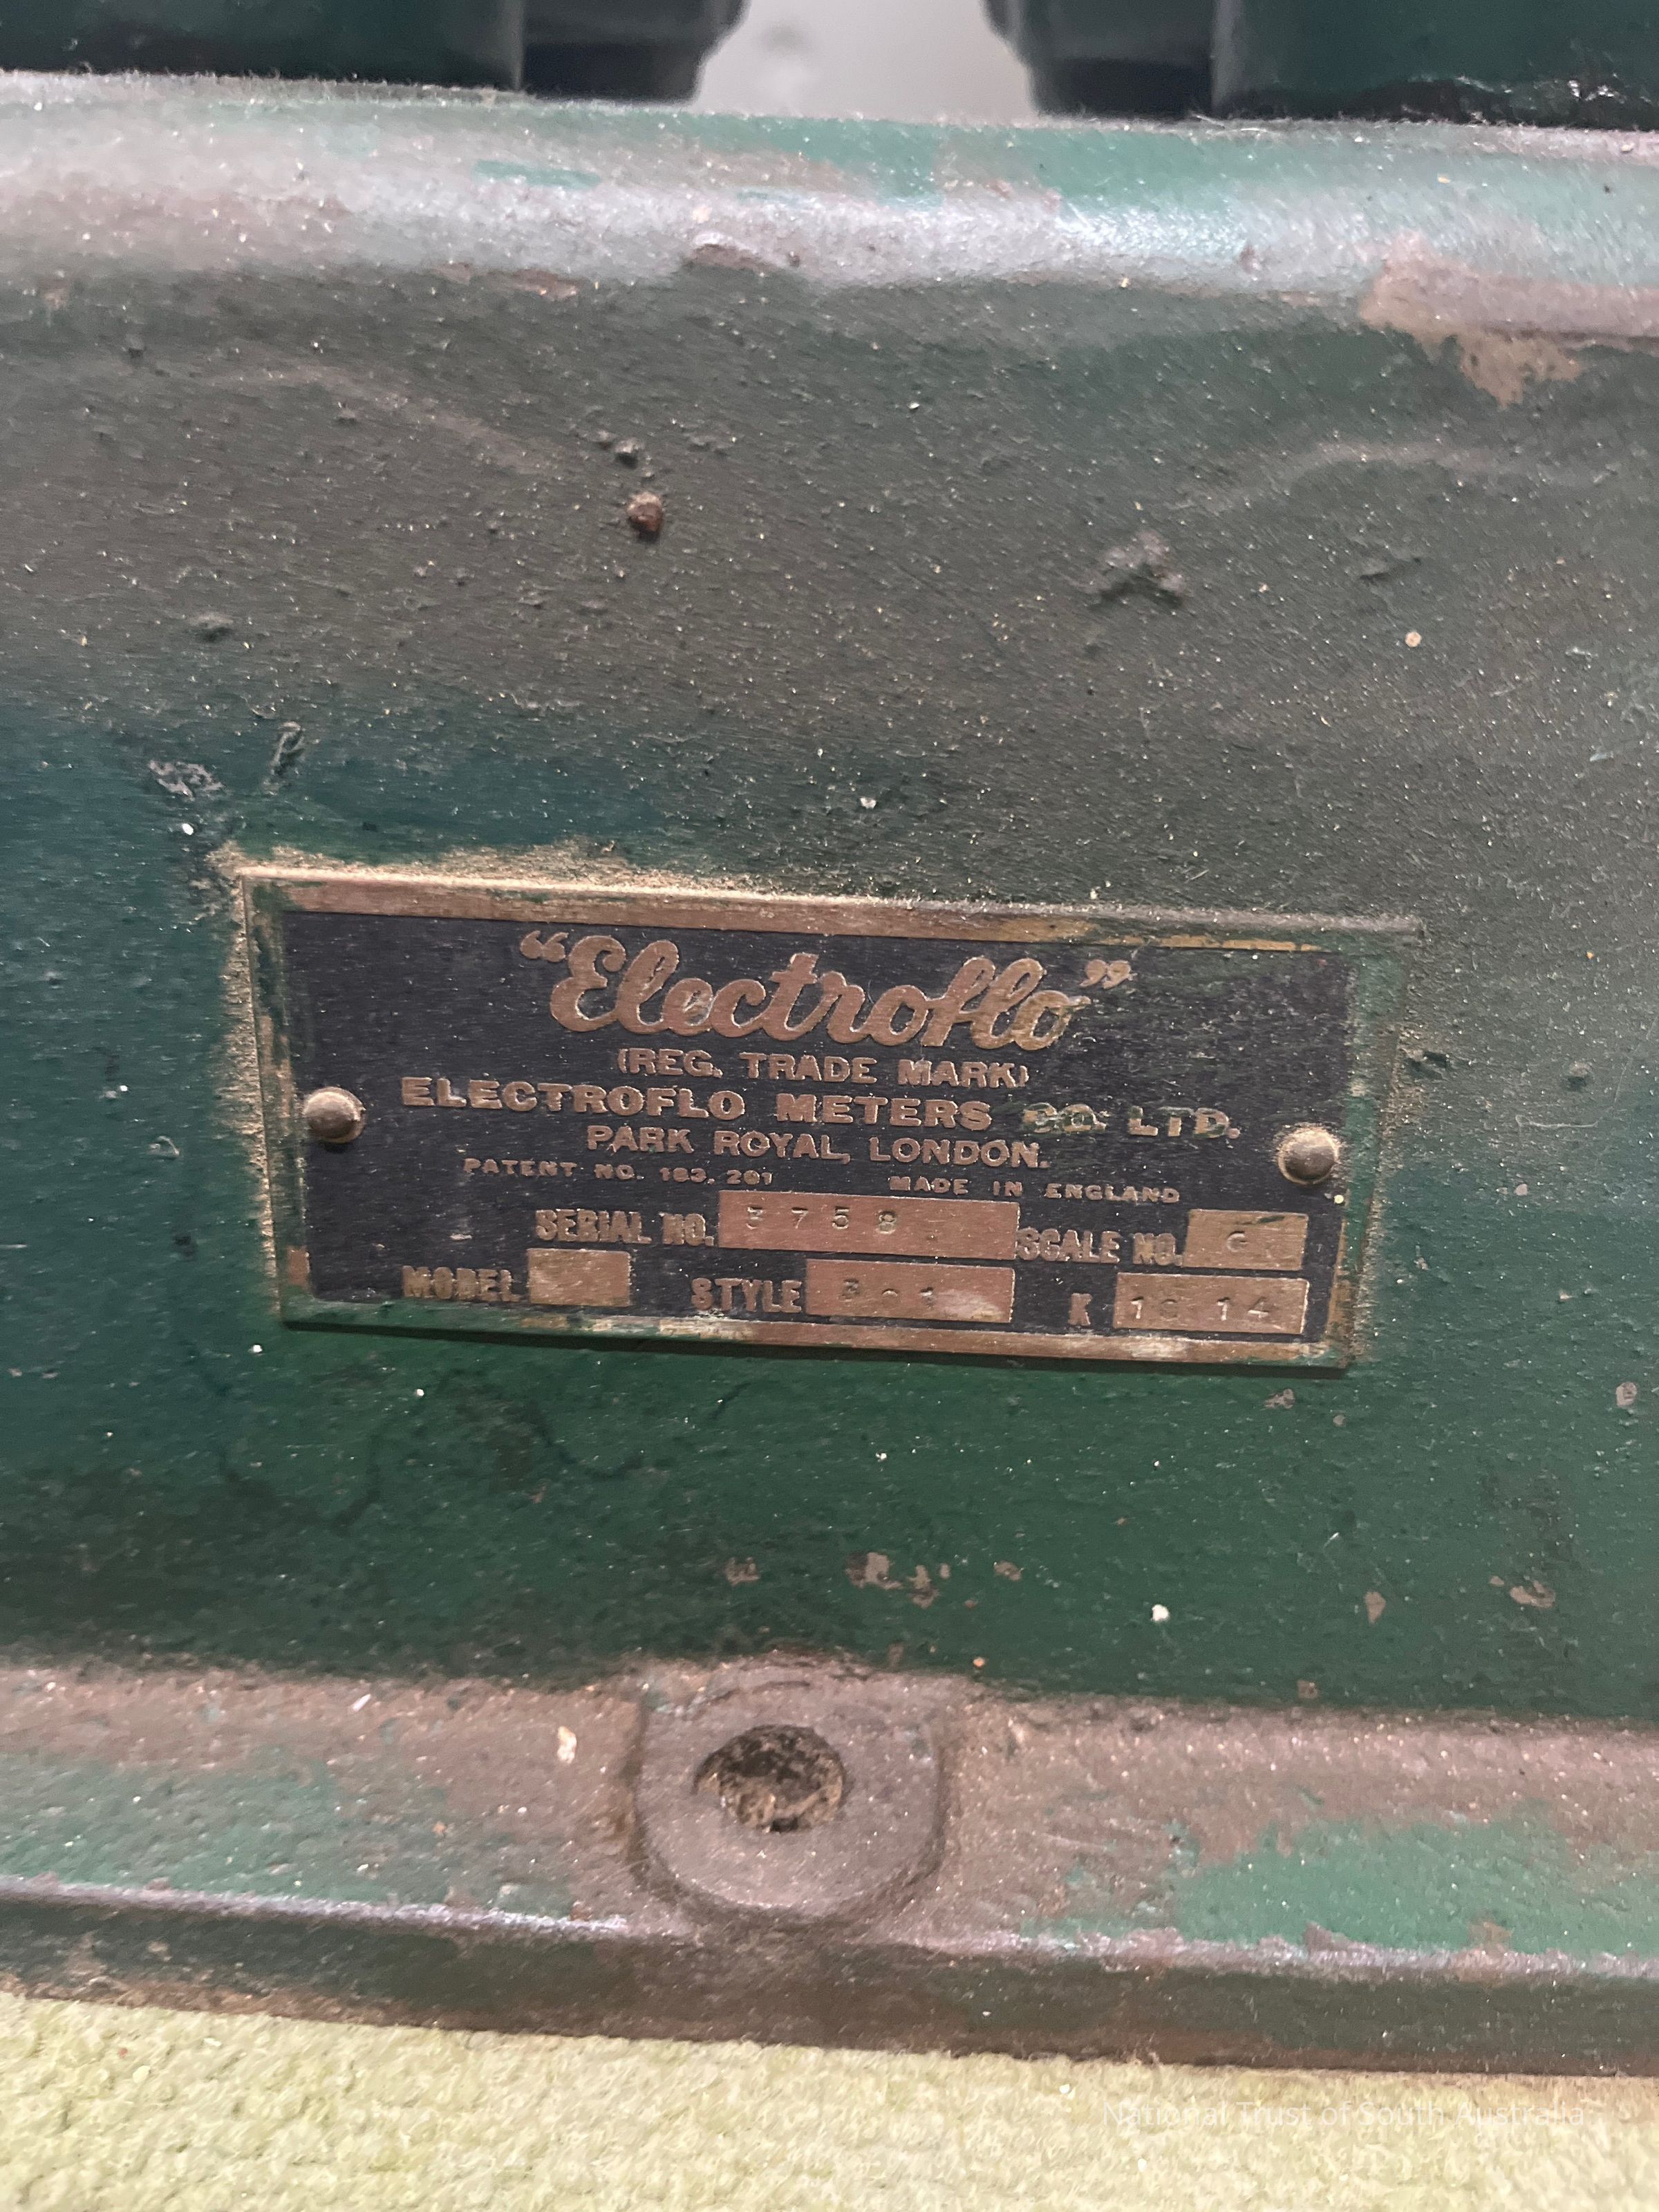 “Electroflo”
(REG. TRADE MARK)
ELECTROFLO METERS CO. LTD.
PARK ROYAL, LONDON.
PATENT NO. 183,201 MADE IN ENGLAND
SERIAL NO. SCALE NO. G
MODEL STYLE K
National Trust of South Australia